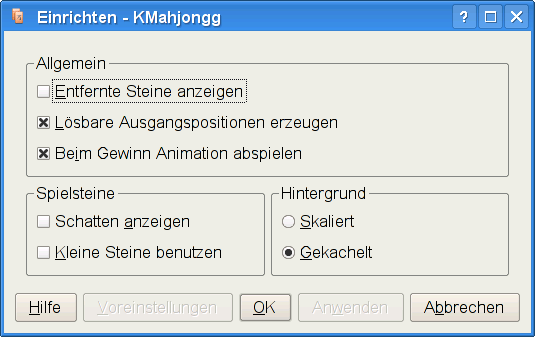 Einrichten - KMahjongg
Allgemein
Entfernte Steine anzeigen
Lösbare Ausgangspositionen erzeugen
Beim Gewinn Animation abspielen
Spielsteine
Schatten anzeigen
Kleine Steine benutzen
Hintergrund
Skaliert
Gekachelt
Hilfe Voreinstellungen OK Anwenden Abbrechen